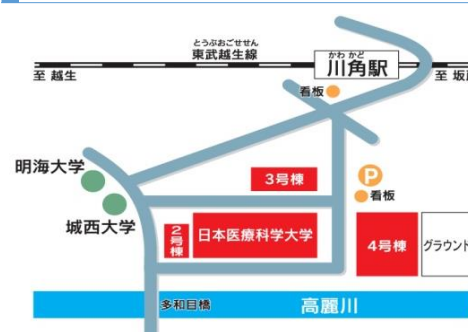 とうぶおごせせん
東武越生線
かわ かど
川角駅
至 越生
至 坂
看板
明海大学
3号棟
P
看板
城西大学
2号棟
日本医療科学大学
4号棟
グラウンド
多和目橋
高麗川